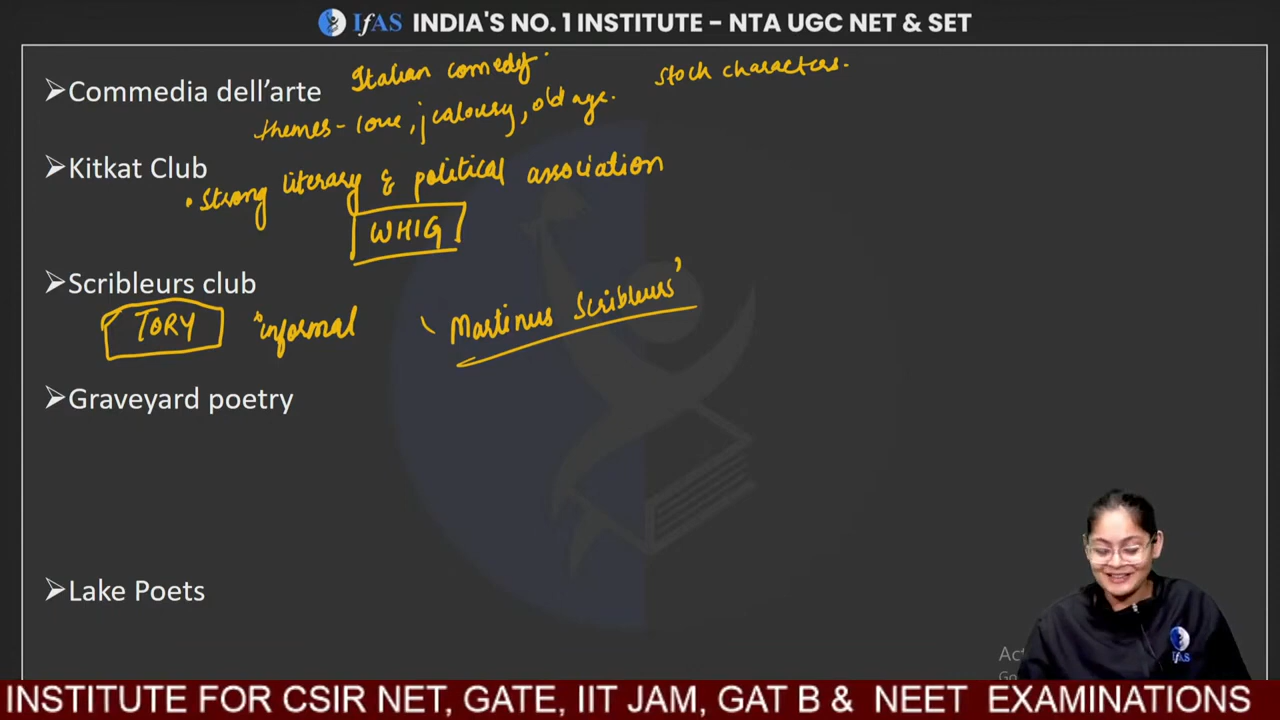 IfAS INDIA'S NO. 1 INSTITUTE – NTA UGC NET & SET
Commedia dell'arte
Italian comedy.
stock characters.
themes - love, jealousy, old age.
Kitkat Club
• Strong literary & political association
WHIG
Scribleurs club
TORY
informal
'Martinus Scribleurs'
Graveyard poetry
Lake Poets
IfAS
INSTITUTE FOR CSIR NET, GATE, IIT JAM, GAT B & NEET EXAMINATIONS